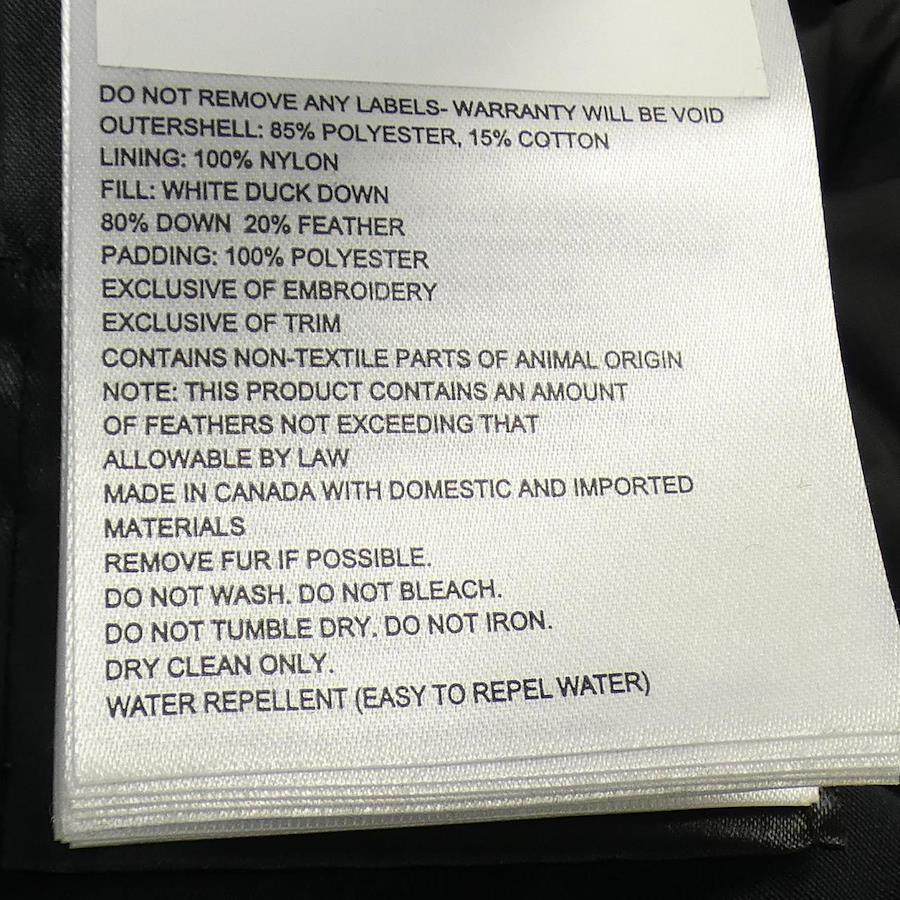 DO NOT REMOVE ANY LABELS- WARRANTY WILL BE VOID
OUTERSHELL: 85% POLYESTER, 15% COTTON
LINING: 100% NYLON
FILL: WHITE DUCK DOWN
80% DOWN 20% FEATHER
PADDING: 100% POLYESTER
EXCLUSIVE OF EMBROIDERY
EXCLUSIVE OF TRIM
CONTAINS NON-TEXTILE PARTS OF ANIMAL ORIGIN
NOTE: THIS PRODUCT CONTAINS AN AMOUNT
OF FEATHERS NOT EXCEEDING THAT
ALLOWABLE BY LAW
MADE IN CANADA WITH DOMESTIC AND IMPORTED
MATERIALS
REMOVE FUR IF POSSIBLE.
DO NOT WASH. DO NOT BLEACH.
DO NOT TUMBLE DRY. DO NOT IRON.
DRY CLEAN ONLY.
WATER REPELLENT (EASY TO REPEL WATER)